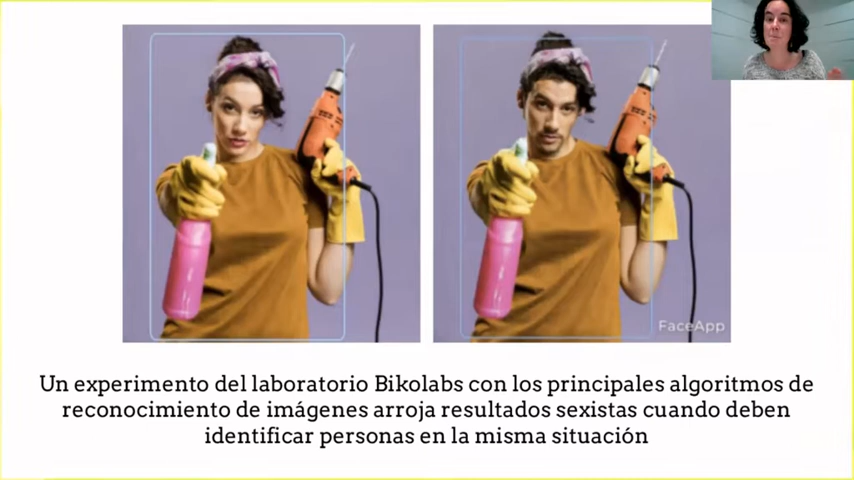 FaceApp
Un experimento del laboratorio Bikolabs con los principales algoritmos de
reconocimiento de imágenes arroja resultados sexistas cuando deben
identificar personas en la misma situación